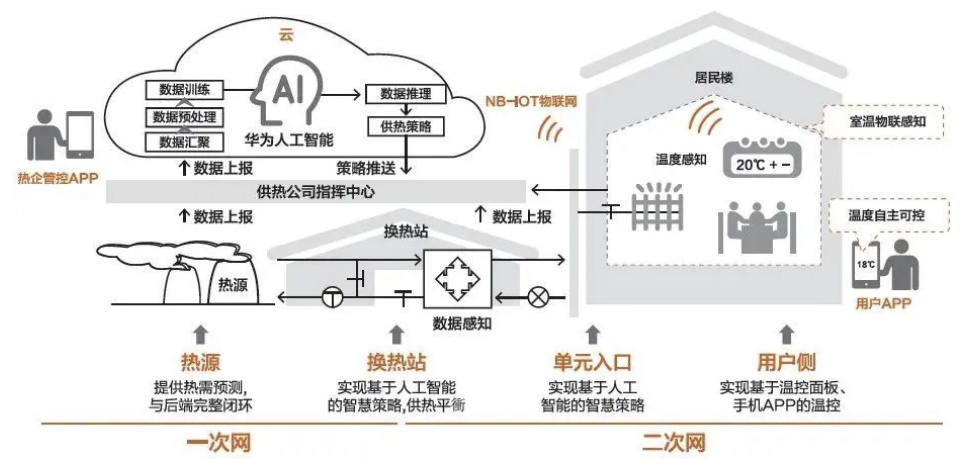 云
数据训练
数据预处理
数据汇聚
AI
华为人工智能
数据推理
供热策略
热企管控APP
数据上报
策略推送
供热公司指挥中心
NB-IOT物联网
居民楼
室温物联感知
温度感知
20℃ + -
温度自主可控
18℃
用户APP
数据上报
数据上报
换热站
热源
数据感知
热源
提供热需预测,
与后端完整闭环
换热站
实现基于人工智能
的智慧策略,供热平衡
单元入口
实现基于人工
智能的智慧策略
用户侧
实现基于温控面板、
手机APP的温控
一次网
二次网